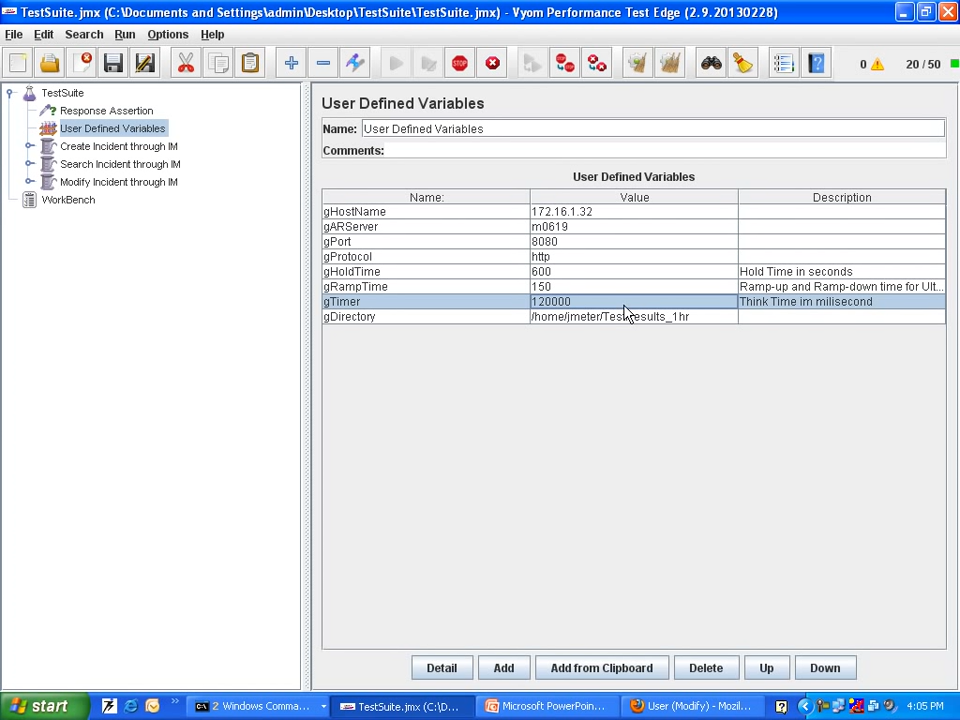 TestSuite.jmx (C:\Documents and Settings\admin\Desktop\TestSuite\TestSuite.jmx) - Vyom Performance Test Edge (2.9.20130228)
File Edit Search Run Options Help
0 20 / 50
TestSuite
Response Assertion
User Defined Variables
Create Incident through IM
Search Incident through IM
Modify Incident through IM
WorkBench
User Defined Variables
Name: User Defined Variables
Comments:
User Defined Variables
Name: Value Description
gHostName 172.16.1.32
gARServer m0619
gPort 8080
gProtocol http
gHoldTime 600 Hold Time in seconds
gRampTime 150 Ramp-up and Ramp-down time for Ult...
gTimer 120000 Think Time im milisecond
gDirectory /home/jmeter/TestResults_1hr
Detail Add Add from Clipboard Delete Up Down
start 2 Windows Comma... TestSuite.jmx (C:\D... Microsoft PowerPoin... User (Modify) - Mozil... 4:05 PM